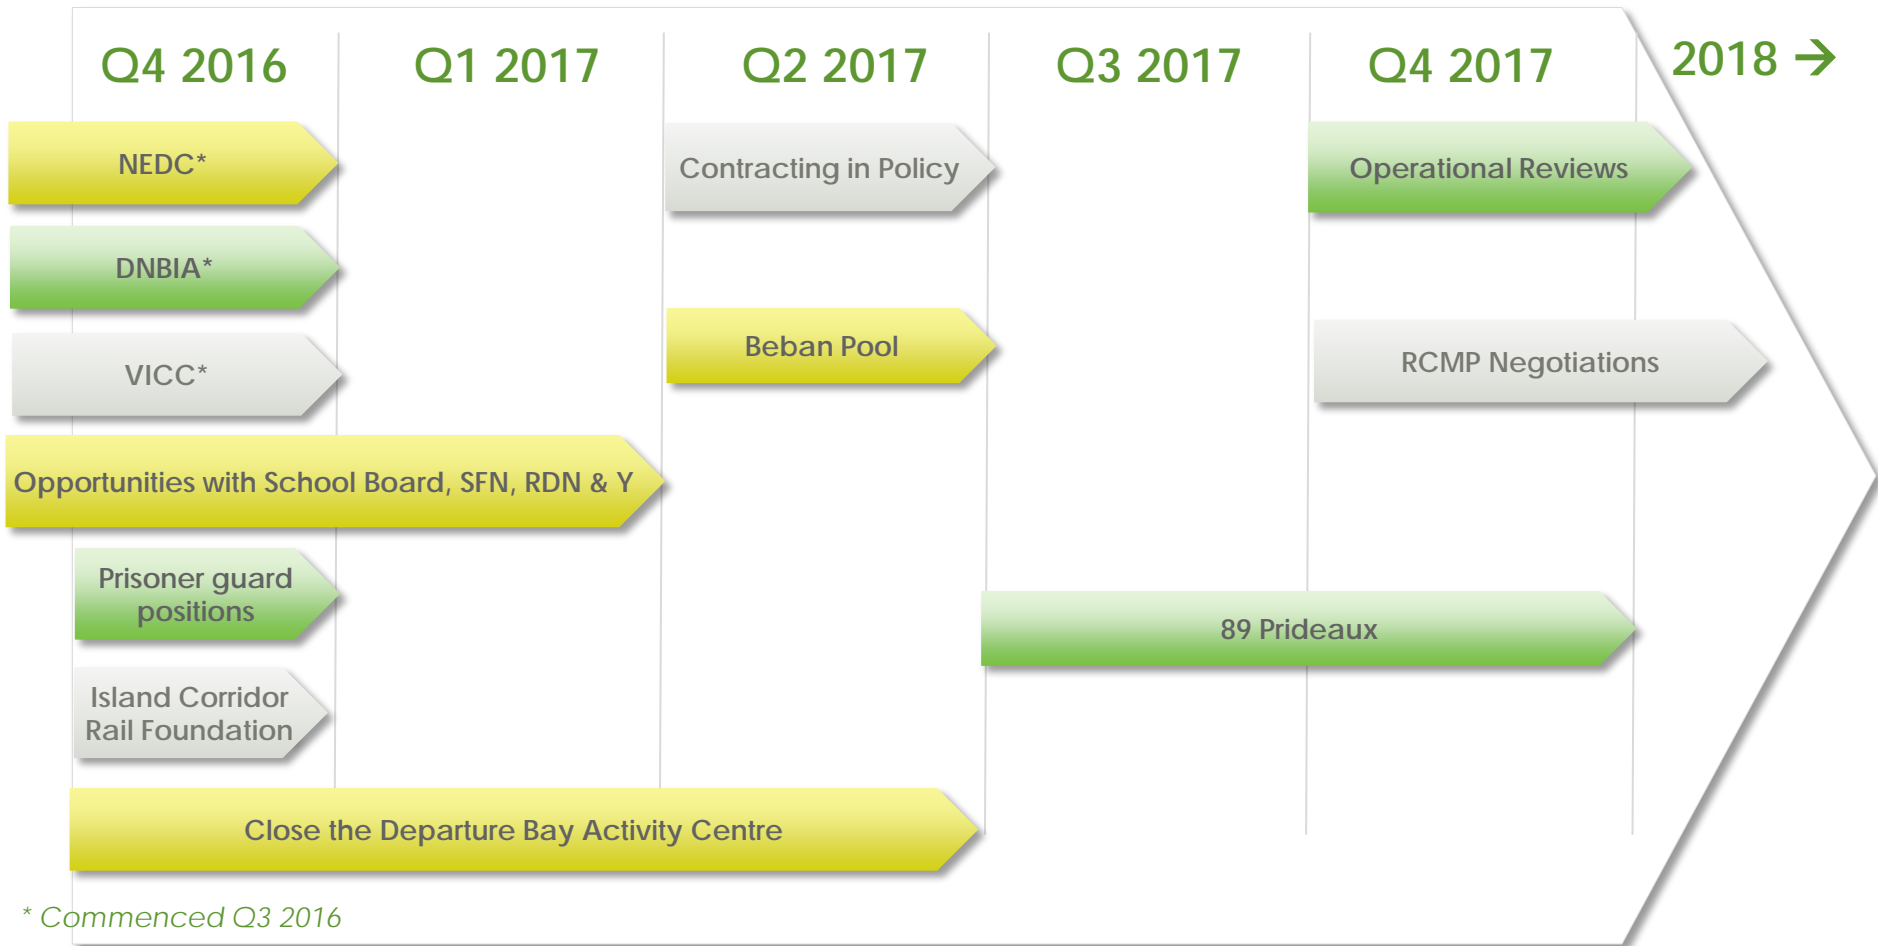 Q4 2016
Q1 2017
Q2 2017
Q3 2017
Q4 2017
2018 →
NEDC*
Contracting in Policy
Operational Reviews
DNBIA*
VICC*
Beban Pool
RCMP Negotiations
Opportunities with School Board, SFN, RDN & Y
Prisoner guard
positions
89 Prideaux
Island Corridor
Rail Foundation
Close the Departure Bay Activity Centre
* Commenced Q3 2016